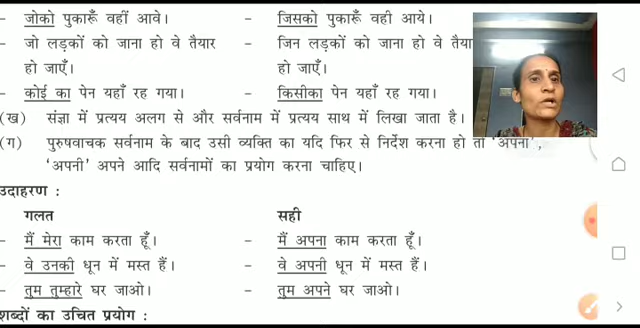 - जोको पुकारूँ वहीं आवे। - जिसको पुकारूँ वही आये।
- जो लड़कों को जाना हो वे तैयार - जिन लड़कों को जाना हो वे
हो जाएँ। हो जाएँ।
- कोई का पेन यहाँ रह गया। - किसीका पेन यहाँ रह गया।
(ख) संज्ञा में प्रत्यय अलग से और सर्वनाम में प्रत्यय साथ में लिखा जाता है।
(ग) पुरुषवाचक सर्वनाम के बाद उसी व्यक्ति का यदि फिर से निर्देश करना हो तो 'अपना',
'अपनी' अपने आदि सर्वनामों का प्रयोग करना चाहिए।
उदाहरण :
गलत सही
- मैं मेरा काम करता हूँ। - मैं अपना काम करता हूँ।
- वे उनकी धून में मस्त हैं। - वे अपनी धून में मस्त हैं।
- तुम तुम्हारे घर जाओ। - तुम अपने घर जाओ।
शब्दों का उचित प्रयोग :